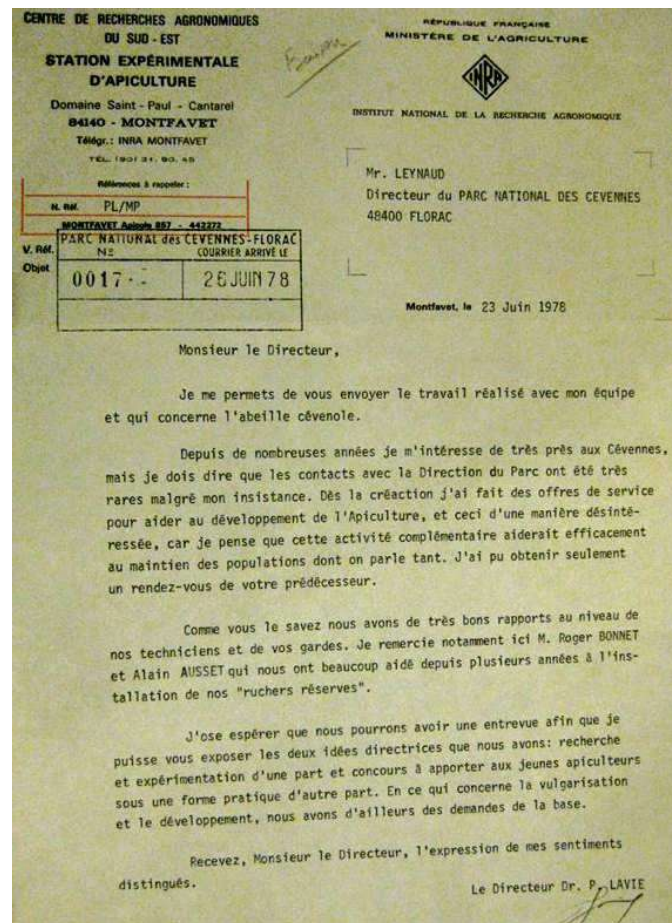 CENTRE DE RECHERCHES AGRONOMIQUES
DU SUD - EST
STATION EXPÉRIMENTALE
D'APICULTURE
Domaine Saint - Paul - Cantarel
84140 - MONTFAVET
Télégr.: INRA MONTFAVET
TÉL. (90) 31. 90. 45
Références à rappeler :
N. Réf. PL/MP
MONTFAVET Apicole 857 - 442272
V. Réf.
Objet
PARC NATIONAL des CÉVENNES-FLORAC
Nº COURRIER ARRIVÉ LE
0017 26 JUIN 78
RÉPUBLIQUE FRANÇAISE
MINISTÈRE DE L'AGRICULTURE
INRA
INSTITUT NATIONAL DE LA RECHERCHE AGRONOMIQUE
Mr. LEYNAUD
Directeur du PARC NATIONAL DES CEVENNES
48400 FLORAC
Montfavet, le 23 Juin 1978
Monsieur le Directeur,
Je me permets de vous envoyer le travail réalisé avec mon équipe
et qui concerne l'abeille cévenole.
Depuis de nombreuses années je m'intéresse de très près aux Cévennes,
mais je dois dire que les contacts avec la Direction du Parc ont été très
rares malgré mon insistance. Dès la créaction j'ai fait des offres de service
pour aider au développement de l'Apiculture, et ceci d'une manière désinté-
ressée, car je pense que cette activité complémentaire aiderait efficacement
au maintien des populations dont on parle tant. J'ai pu obtenir seulement
un rendez-vous de votre prédécesseur.
Comme vous le savez nous avons de très bons rapports au niveau de
nos techniciens et de vos gardes. Je remercie notamment ici M. Roger BONNET
et Alain AUSSET qui nous ont beaucoup aidé depuis plusieurs années à l'ins-
tallation de nos "ruchers réserves".
J'ose espérer que nous pourrons avoir une entrevue afin que je
puisse vous exposer les deux idées directrices que nous avons: recherche
et expérimentation d'une part et concours à apporter aux jeunes apiculteurs
sous une forme pratique d'autre part. En ce qui concerne la vulgarisation
et le développement, nous avons d'ailleurs des demandes de la base.
Recevez, Monsieur le Directeur, l'expression de mes sentiments
distingués.
Le Directeur Dr. P. LAVIE